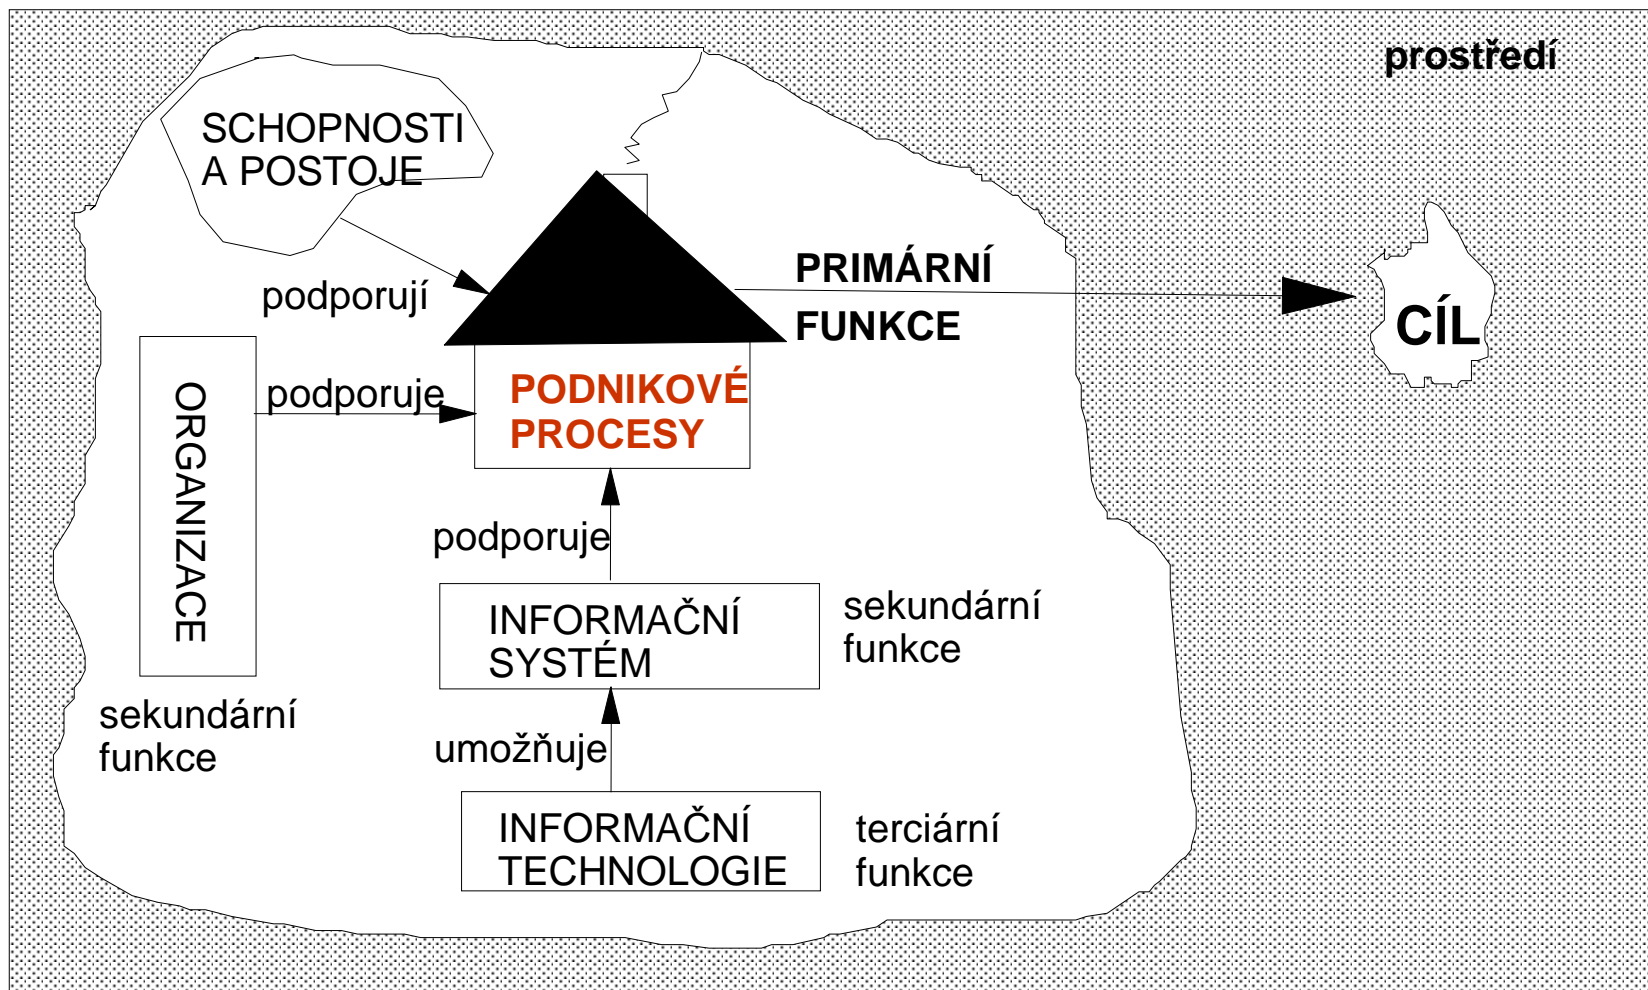 prostředí
SCHOPNOSTI
A POSTOJE
podporují
PRIMÁRNÍ
FUNKCE
CÍL
ORGANIZACE
podporuje
PODNIKOVÉ
PROCESY
podporuje
INFORMAČNÍ
SYSTÉM
sekundární
funkce
sekundární
funkce
umožňuje
INFORMAČNÍ
TECHNOLOGIE
terciární
funkce